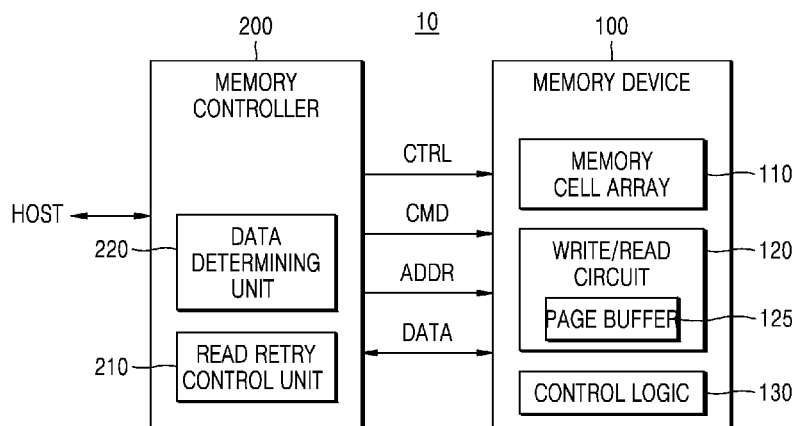 10
200
100
MEMORY
CONTROLLER
MEMORY DEVICE
CTRL
MEMORY
CELL ARRAY
110
HOST
CMD
220
DATA
DETERMINING
UNIT
WRITE/READ
CIRCUIT
120
ADDR
PAGE BUFFER
125
DATA
210
READ RETRY
CONTROL UNIT
CONTROL LOGIC
130